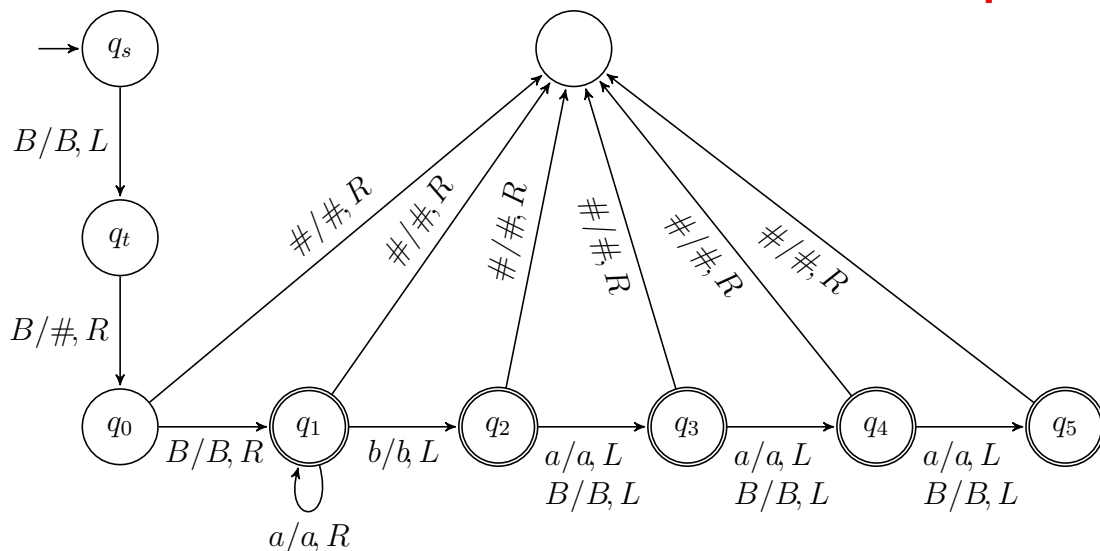 q_s
B/B, L
q_t
B/#, R
#/#, R
#/#, R
#/#, R
#/#, R
#/#, R
#/#, R
q_0
B/B, R
q_1
a/a, R
b/b, L
q_2
a/a, L
B/B, L
q_3
a/a, L
B/B, L
q_4
a/a, L
B/B, L
q_5